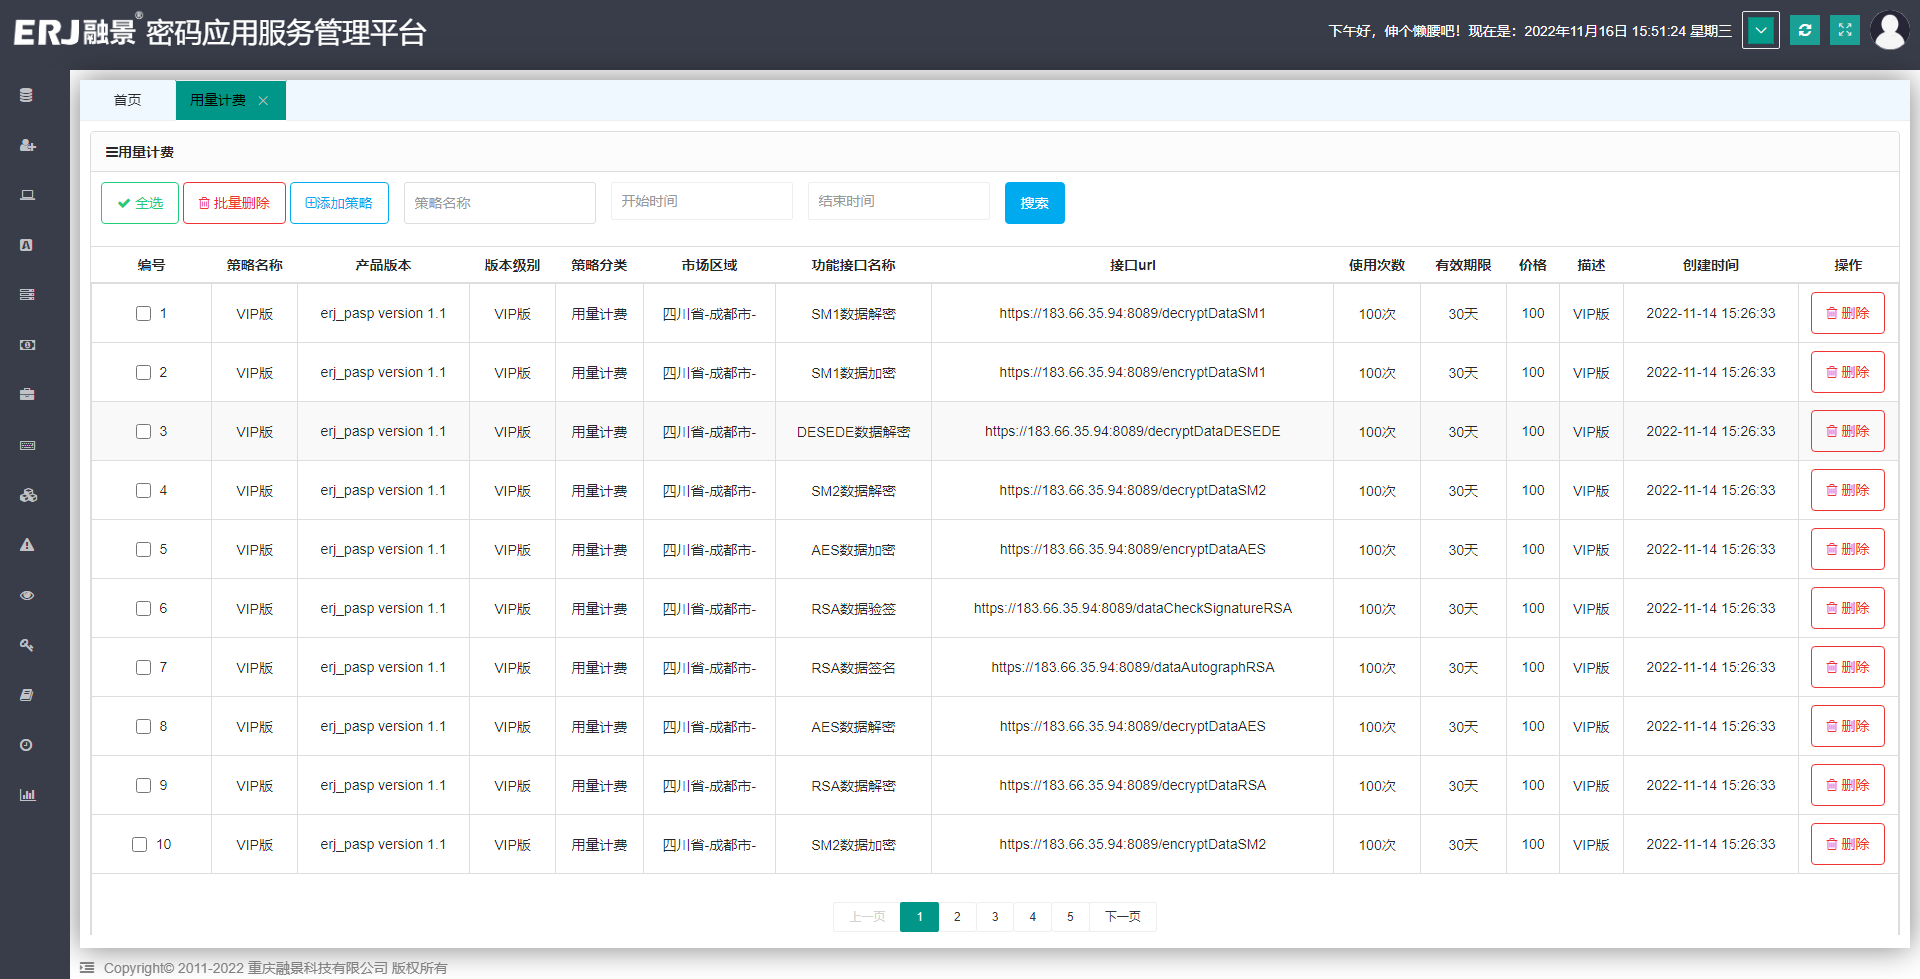 ERJ融景® 密码应用服务管理平台
下午好，伸个懒腰吧！现在是：2022年11月16日 15:51:24 星期三
首页 用量计费
用量计费
全选 批量删除 添加策略 策略名称 开始时间 结束时间 搜索
编号 策略名称 产品版本 版本级别 策略分类 市场区域 功能接口名称 接口url 使用次数 有效期限 价格 描述 创建时间 操作
1 VIP版 erj_pasp version 1.1 VIP版 用量计费 四川省-成都市- SM1数据解密 https://183.66.35.94:8089/decryptDataSM1 100次 30天 100 VIP版 2022-11-14 15:26:33 删除
2 VIP版 erj_pasp version 1.1 VIP版 用量计费 四川省-成都市- SM1数据加密 https://183.66.35.94:8089/encryptDataSM1 100次 30天 100 VIP版 2022-11-14 15:26:33 删除
3 VIP版 erj_pasp version 1.1 VIP版 用量计费 四川省-成都市- DESEDE数据解密 https://183.66.35.94:8089/decryptDataDESEDE 100次 30天 100 VIP版 2022-11-14 15:26:33 删除
4 VIP版 erj_pasp version 1.1 VIP版 用量计费 四川省-成都市- SM2数据解密 https://183.66.35.94:8089/decryptDataSM2 100次 30天 100 VIP版 2022-11-14 15:26:33 删除
5 VIP版 erj_pasp version 1.1 VIP版 用量计费 四川省-成都市- AES数据加密 https://183.66.35.94:8089/encryptDataAES 100次 30天 100 VIP版 2022-11-14 15:26:33 删除
6 VIP版 erj_pasp version 1.1 VIP版 用量计费 四川省-成都市- RSA数据验签 https://183.66.35.94:8089/dataCheckSignatureRSA 100次 30天 100 VIP版 2022-11-14 15:26:33 删除
7 VIP版 erj_pasp version 1.1 VIP版 用量计费 四川省-成都市- RSA数据签名 https://183.66.35.94:8089/dataAutographRSA 100次 30天 100 VIP版 2022-11-14 15:26:33 删除
8 VIP版 erj_pasp version 1.1 VIP版 用量计费 四川省-成都市- AES数据解密 https://183.66.35.94:8089/decryptDataAES 100次 30天 100 VIP版 2022-11-14 15:26:33 删除
9 VIP版 erj_pasp version 1.1 VIP版 用量计费 四川省-成都市- RSA数据解密 https://183.66.35.94:8089/decryptDataRSA 100次 30天 100 VIP版 2022-11-14 15:26:33 删除
10 VIP版 erj_pasp version 1.1 VIP版 用量计费 四川省-成都市- SM2数据加密 https://183.66.35.94:8089/encryptDataSM2 100次 30天 100 VIP版 2022-11-14 15:26:33 删除
上一页 1 2 3 4 5 下一页
Copyright© 2011-2022 重庆融景科技有限公司 版权所有